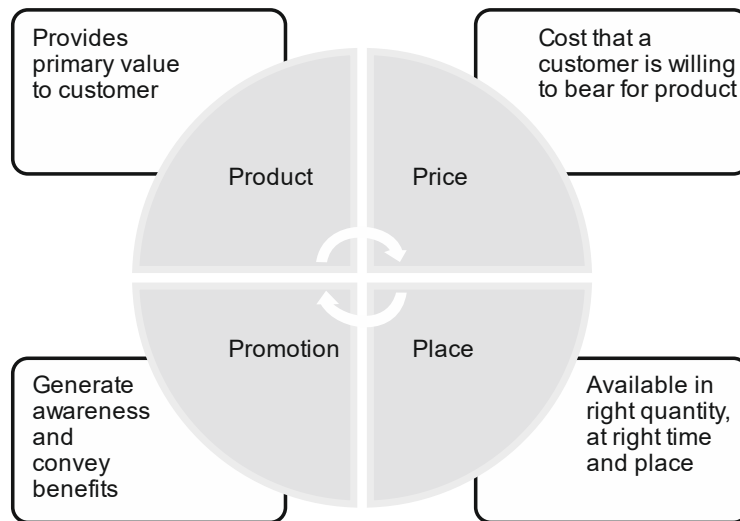 Provides
primary value
to customer
Cost that a
customer is willing
to bear for product
Product
Price
Promotion
Place
Generate
awareness
and
convey
benefits
Available in
right quantity,
at right time
and place